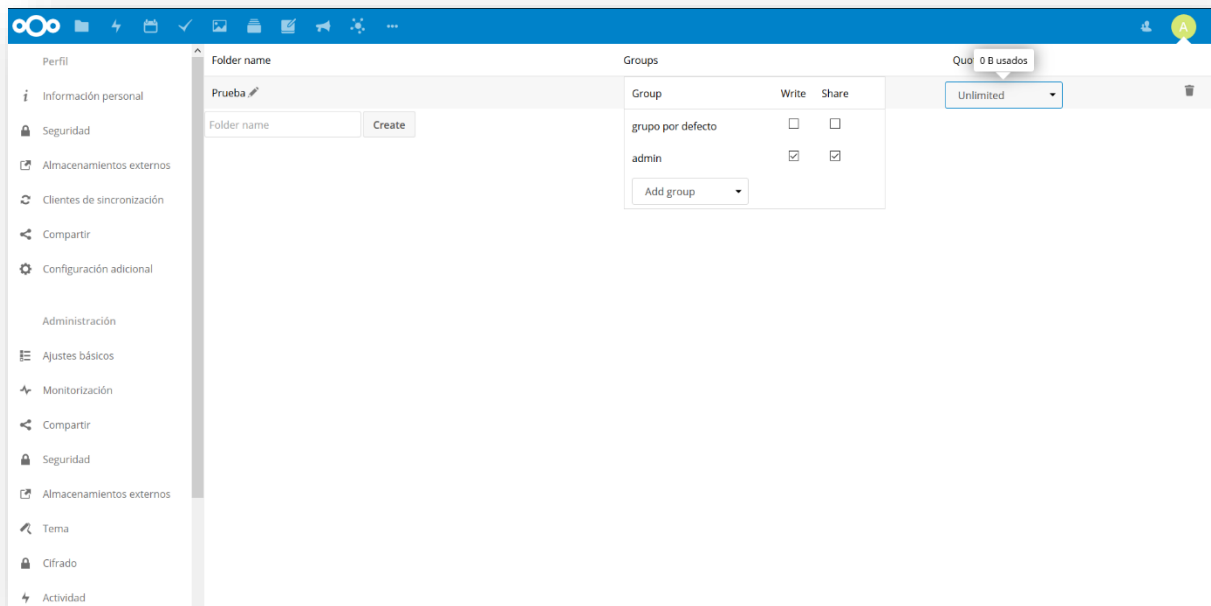 A
Perfil
Información personal
Seguridad
Almacenamientos externos
Clientes de sincronización
Compartir
Configuración adicional
Administración
Ajustes básicos
Monitorización
Compartir
Seguridad
Almacenamientos externos
Tema
Cifrado
Actividad
Folder name Groups Quo 0 B usados
Prueba Group Write Share Unlimited
Folder name Create
grupo por defecto
admin
Add group